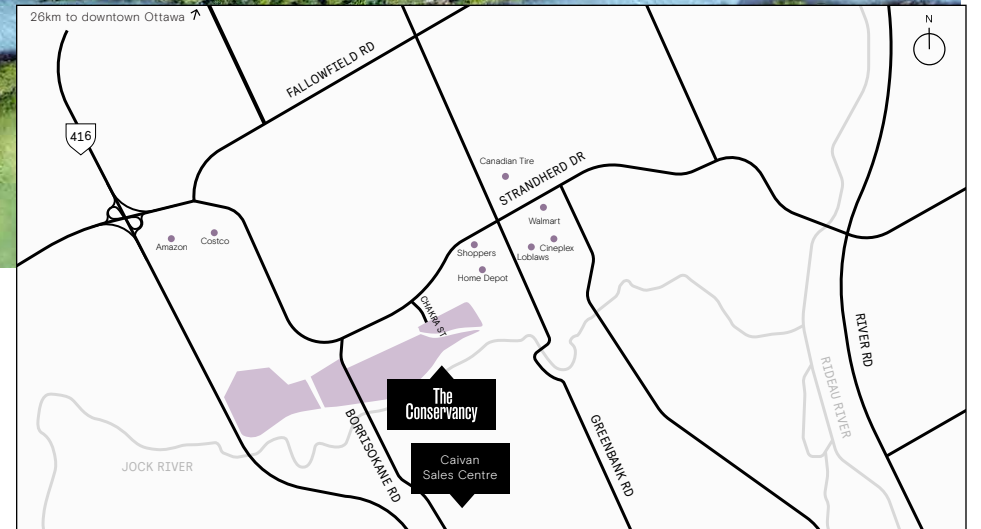 26km to downtown Ottawa
N
FALLOWFIELD RD
416
Canadian Tire
STRANDHERD DR
Walmart
Amazon
Costco
Shoppers
Cineplex
Loblaws
Home Depot
CHAKRA ST
RIVER RD
RIDEAU RIVER
The
Conservancy
BORRISOKANE RD
GREENBANK RD
Caivan
Sales Centre
JOCK RIVER